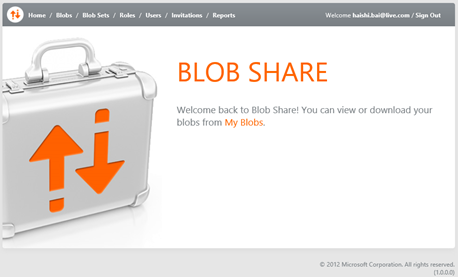 Home / Blobs / Blob Sets / Roles / Users / Invitations / Reports
Welcome haishi.bai@live.com / Sign Out
BLOB SHARE
Welcome back to Blob Share! You can view or download your
blobs from My Blobs.
© 2012 Microsoft Corporation. All rights reserved.
[1.0.0.0]